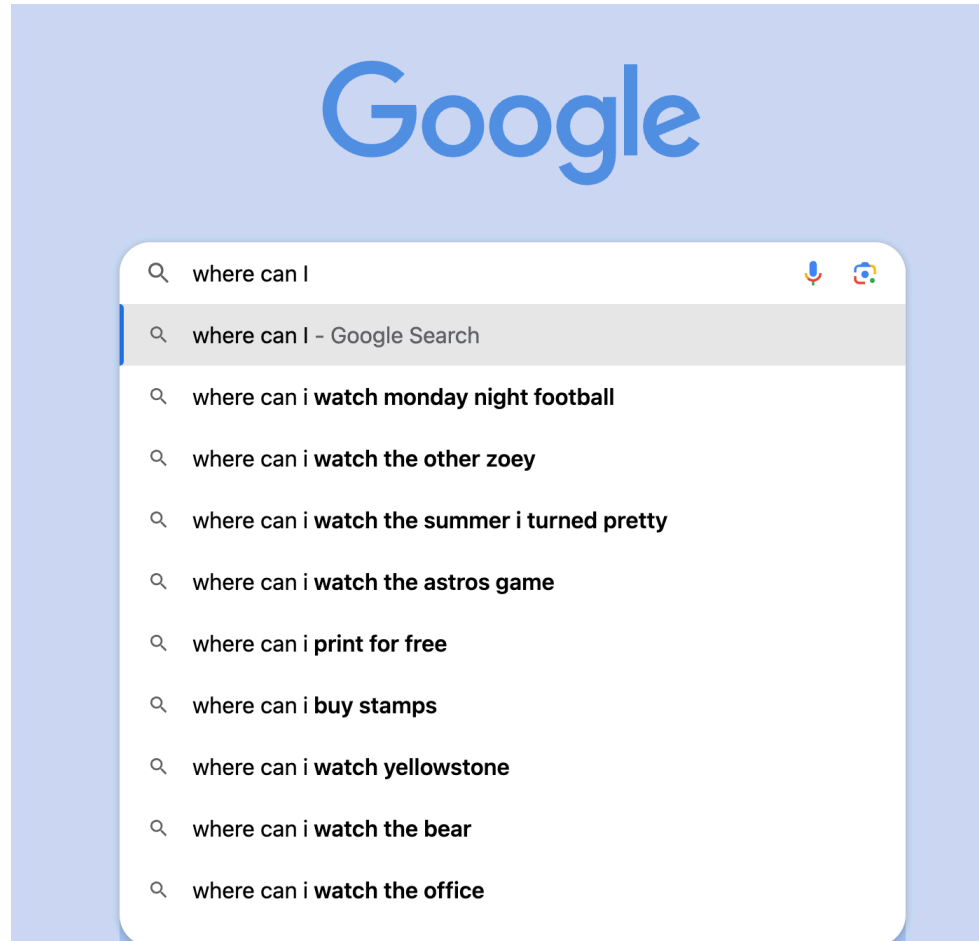 Google
where can I
where can I - Google Search
where can i watch monday night football
where can i watch the other zoey
where can i watch the summer i turned pretty
where can i watch the astros game
where can i print for free
where can i buy stamps
where can i watch yellowstone
where can i watch the bear
where can i watch the office